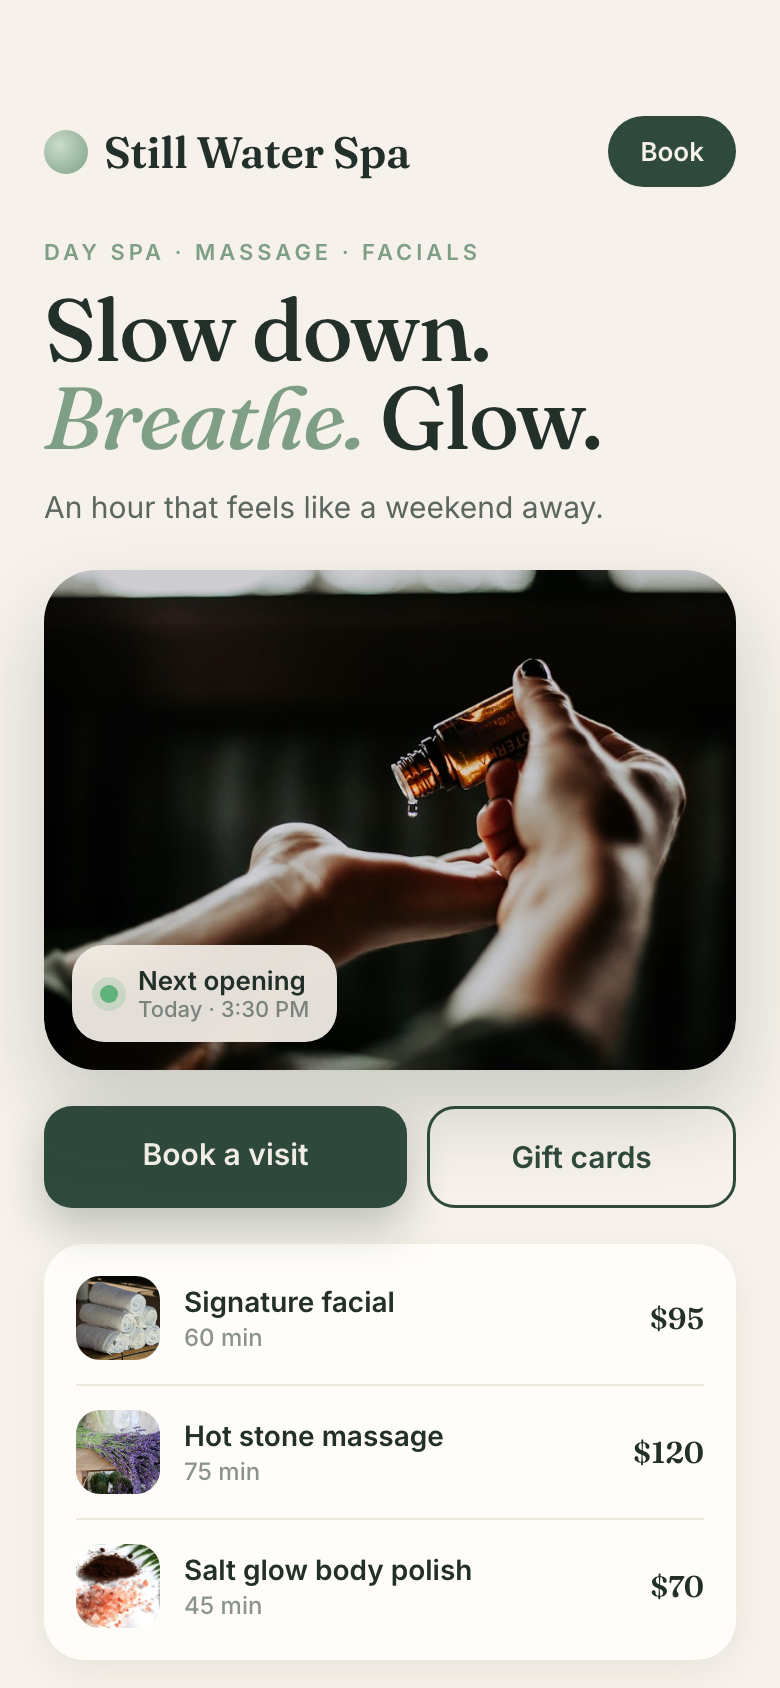 Still Water Spa
Book
DAY SPA · MASSAGE · FACIALS
Slow down.
Breathe. Glow.
An hour that feels like a weekend away.
Next opening
Today · 3:30 PM
Book a visit
Gift cards
Signature facial
60 min
$95
Hot stone massage
75 min
$120
Salt glow body polish
45 min
$70